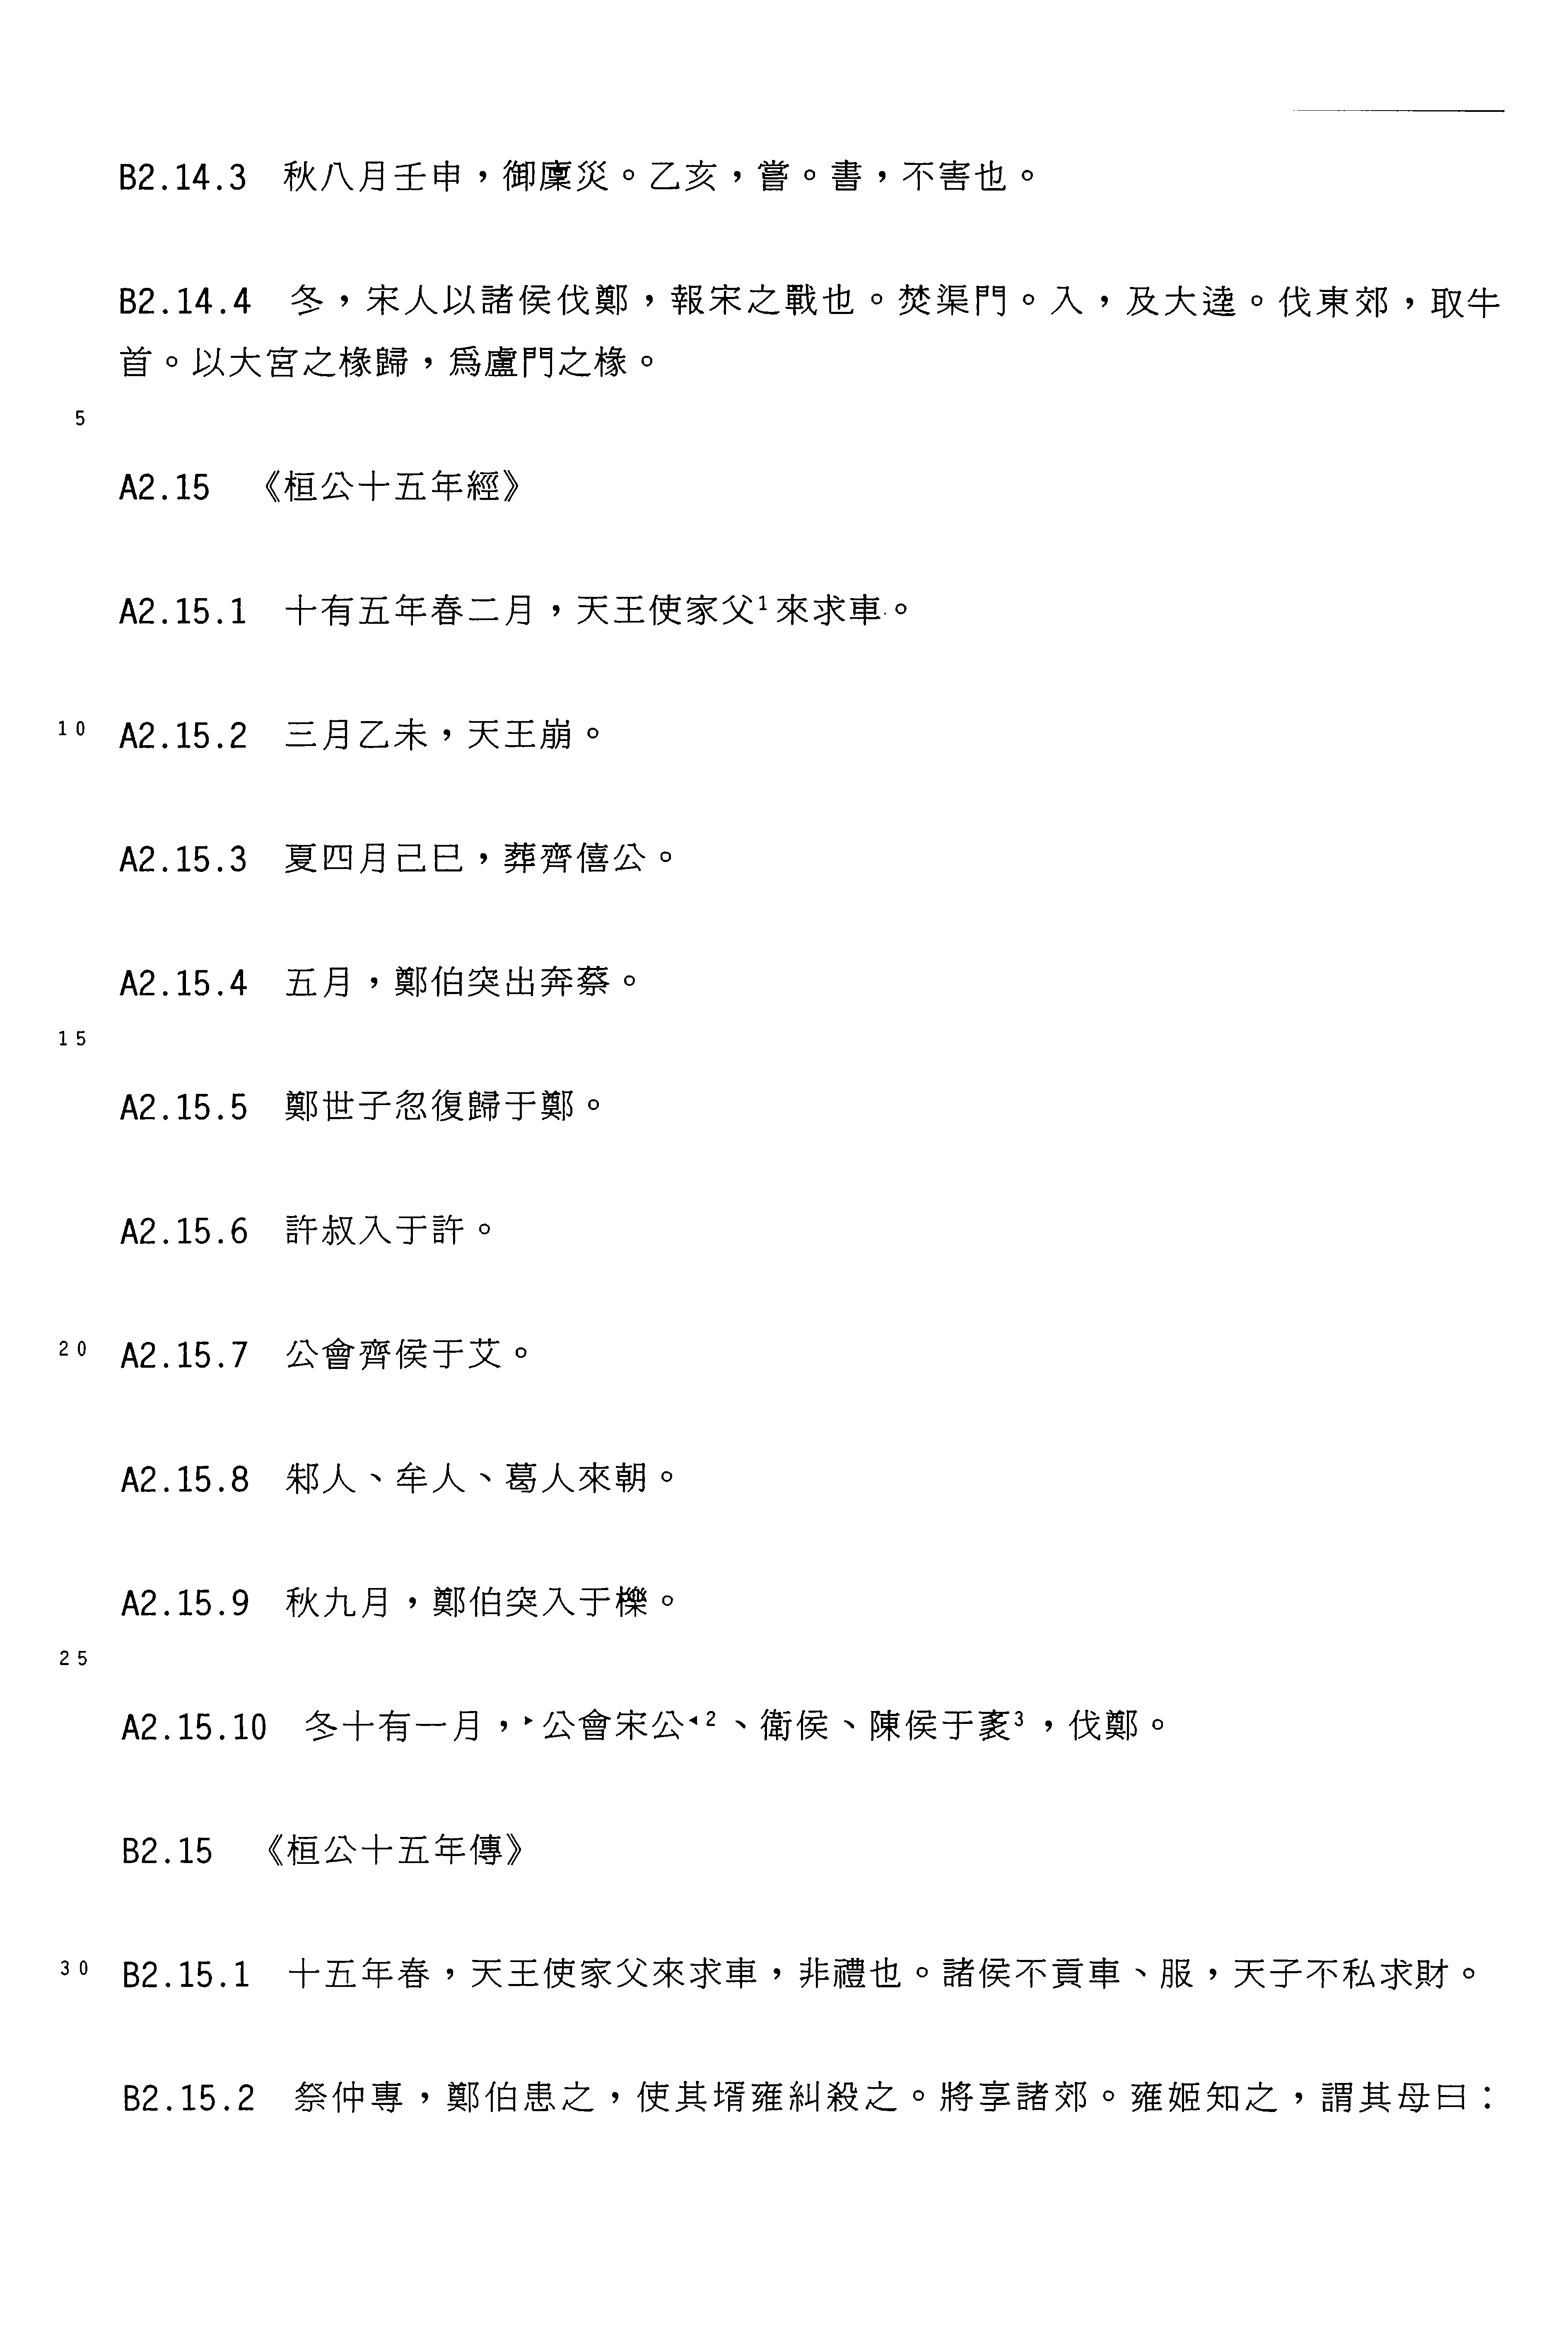 B2.14.3 秋八月壬申，御廩災。乙亥，嘗。書，不害也。
B2.14.4 冬，宋人以諸侯伐鄭，報宋之戰也。焚渠門。入，及大逵。伐東郊，取牛
首。以大宮之椽歸，爲盧門之椽。
5
A2.15 《桓公十五年經》
A2.15.1 十有五年春二月，天王使家父¹來求車。
10 A2.15.2 三月乙未，天王崩。
A2.15.3 夏四月己巳，葬齊僖公。
A2.15.4 五月，鄭伯突出奔蔡。
15
A2.15.5 鄭世子忽復歸于鄭。
A2.15.6 許叔入于許。
20 A2.15.7 公會齊侯于艾。
A2.15.8 邾人、牟人、葛人來朝。
A2.15.9 秋九月，鄭伯突入于櫟。
25
A2.15.10 冬十有一月，▸公會宋公◂²、衛侯、陳侯于袲³，伐鄭。
B2.15 《桓公十五年傳》
30 B2.15.1 十五年春，天王使家父來求車，非禮也。諸侯不貢車、服，天子不私求財。
B2.15.2 祭仲專，鄭伯患之，使其壻雍糾殺之。將享諸郊。雍姬知之，謂其母曰：